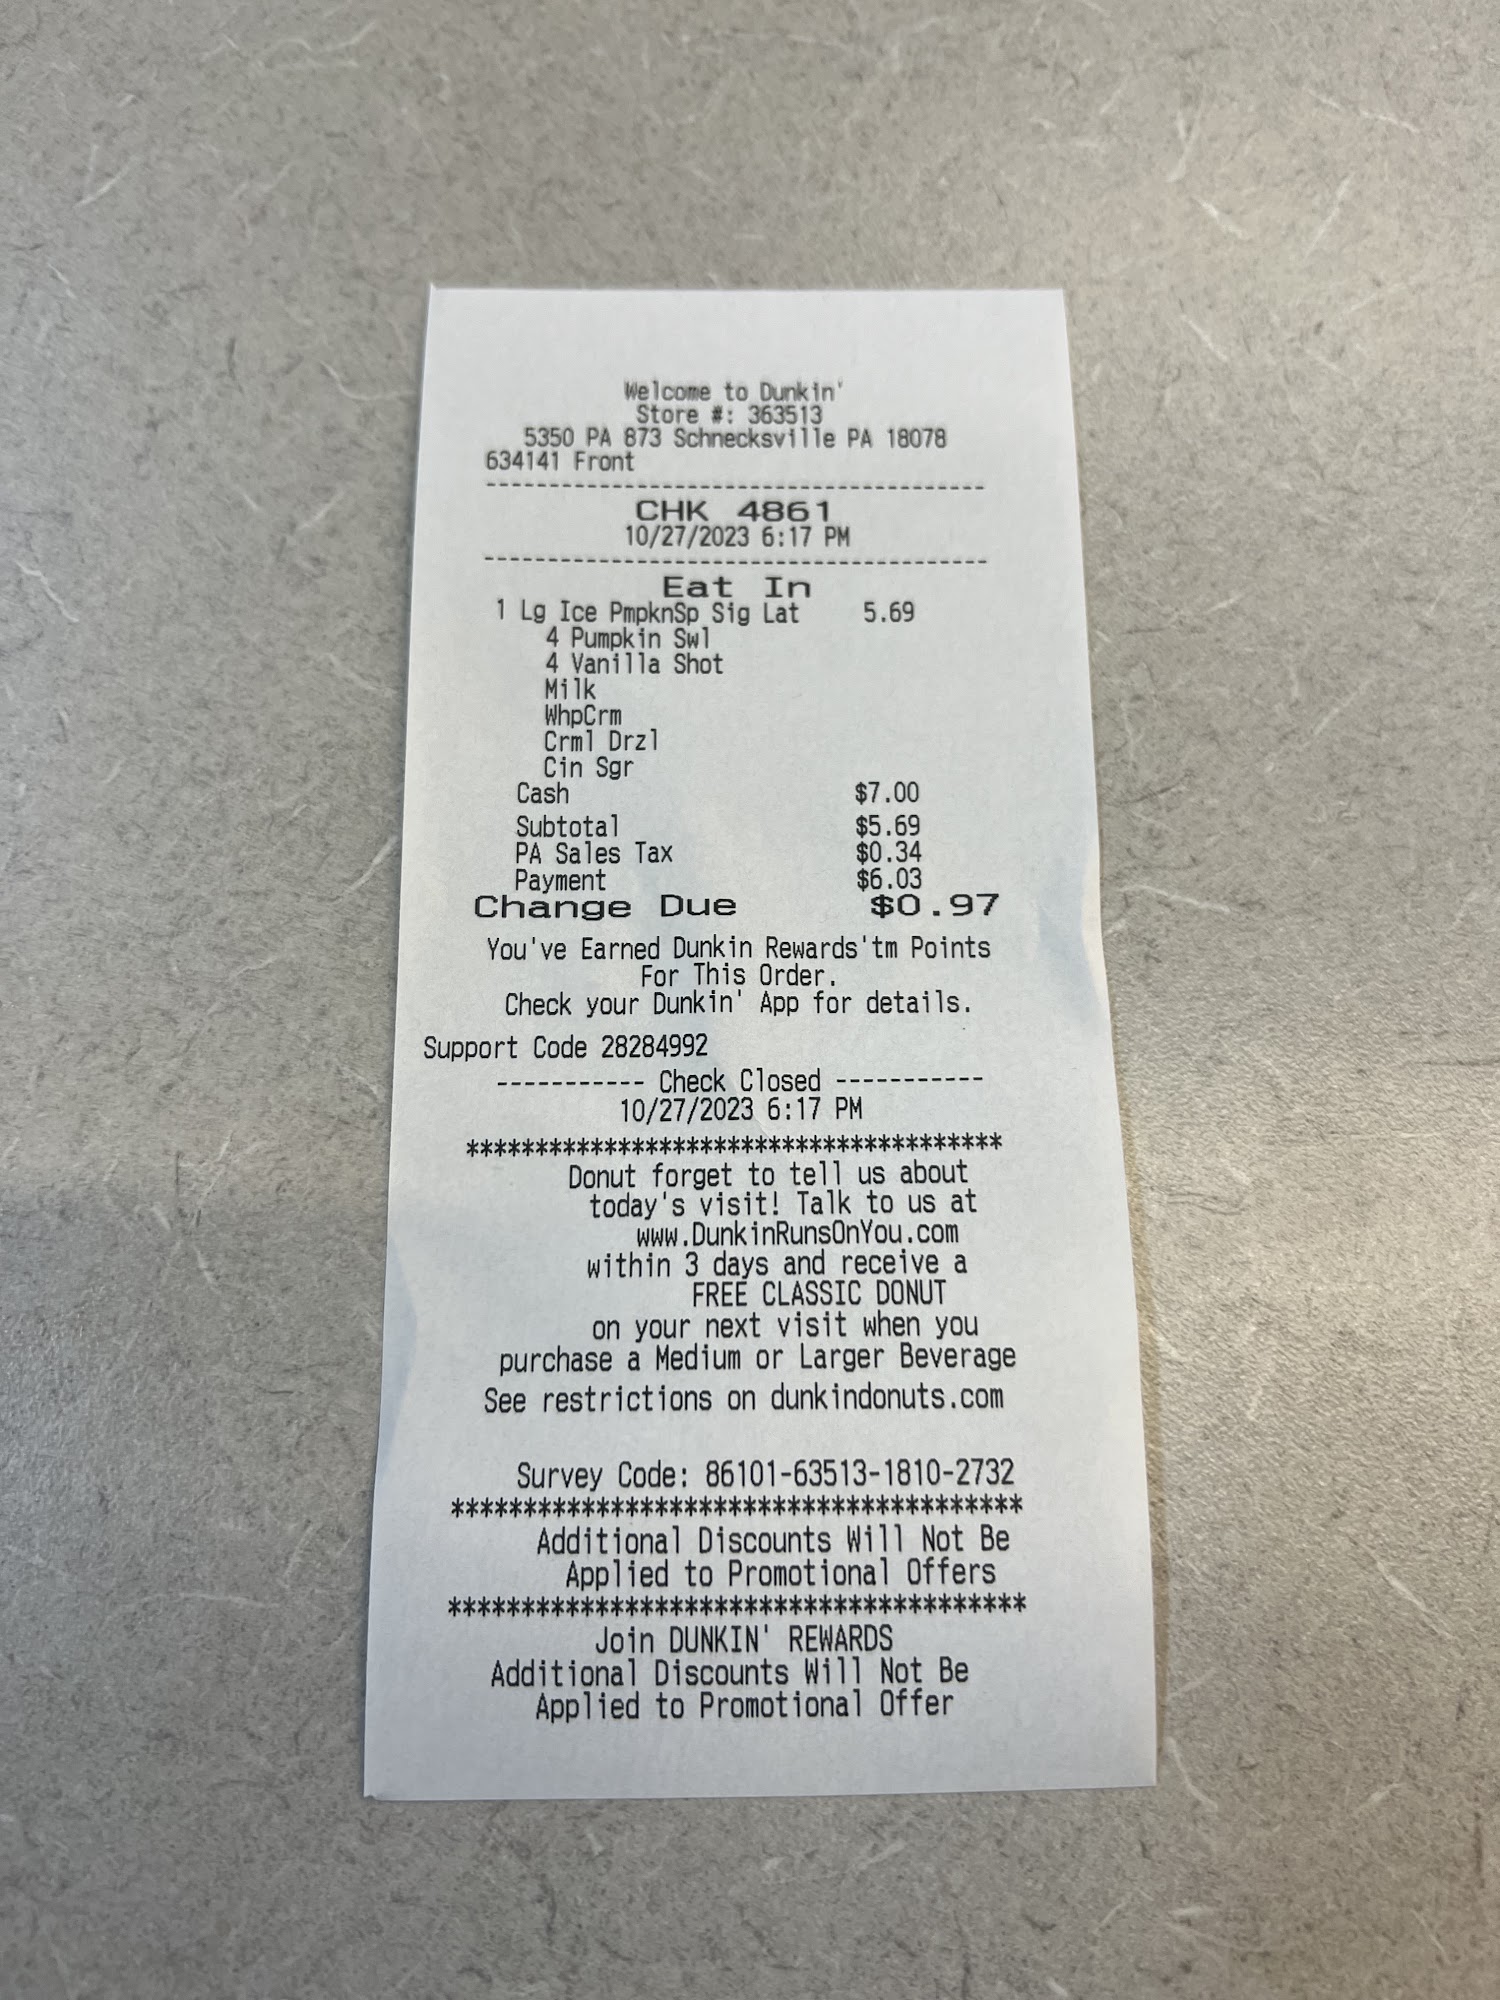 Welcome to Dunkin'
Store #: 363513
5350 PA 873 Schnecksville PA 18078
634141 Front
----------------------------------------
CHK 4861
10/27/2023 6:17 PM
----------------------------------------
Eat In
1 Lg Ice PmpknSp Sig Lat 5.69
4 Pumpkin Swl
4 Vanilla Shot
Milk
WhpCrm
Crml Drzl
Cin Sgr
Cash $7.00
Subtotal $5.69
PA Sales Tax $0.34
Payment $6.03
Change Due $0.97
You've Earned Dunkin Rewards'tm Points
For This Order.
Check your Dunkin' App for details.
Support Code 28284992
----------- Check Closed -----------
10/27/2023 6:17 PM
****************************************
Donut forget to tell us about
today's visit! Talk to us at
www.DunkinRunsOnYou.com
within 3 days and receive a
FREE CLASSIC DONUT
on your next visit when you
purchase a Medium or Larger Beverage
See restrictions on dunkindonuts.com
Survey Code: 86101-63513-1810-2732
****************************************
Additional Discounts Will Not Be
Applied to Promotional Offers
****************************************
Join DUNKIN' REWARDS
Additional Discounts Will Not Be
Applied to Promotional Offer